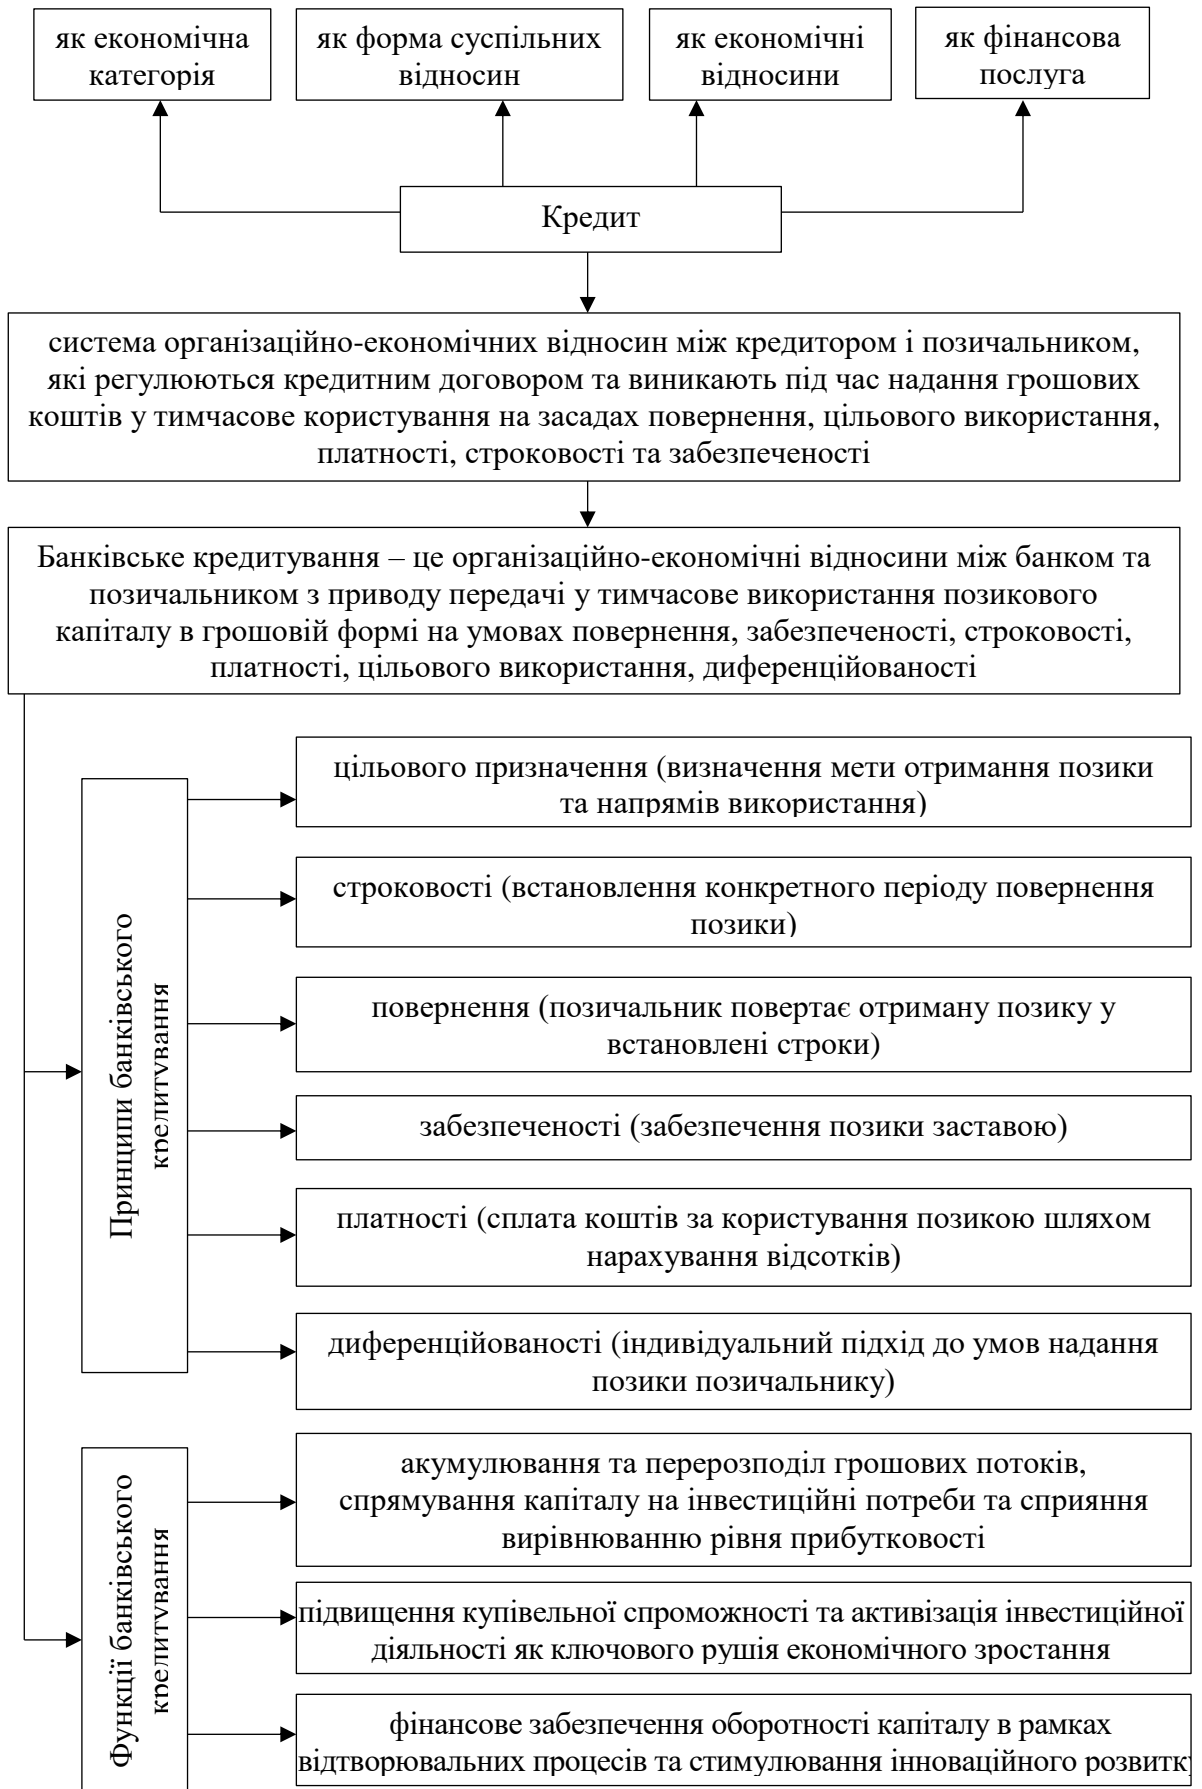 як економічна
категорія
як форма суспільних
відносин
як економічні
відносини
як фінансова
послуга
Кредит
система організаційно-економічних відносин між кредитором і позичальником,
які регулюються кредитним договором та виникають під час надання грошових
коштів у тимчасове користування на засадах повернення, цільового використання,
платності, строковості та забезпеченості
Банківське кредитування – це організаційно-економічні відносини між банком та
позичальником з приводу передачі у тимчасове використання позикового
капіталу в грошовій формі на умовах повернення, забезпеченості, строковості,
платності, цільового використання, диференційованості
Принципи банківського
кредитування
цільового призначення (визначення мети отримання позики
та напрямів використання)
строковості (встановлення конкретного періоду повернення
позики)
повернення (позичальник повертає отриману позику у
встановлені строки)
забезпеченості (забезпечення позики заставою)
платності (сплата коштів за користування позикою шляхом
нарахування відсотків)
диференційованості (індивідуальний підхід до умов надання
позики позичальнику)
Функції банківського
кредитування
акумулювання та перерозподіл грошових потоків,
спрямування капіталу на інвестиційні потреби та сприяння
вирівнюванню рівня прибутковості
підвищення купівельної спроможності та активізація інвестиційної
діяльності як ключового рушія економічного зростання
фінансове забезпечення оборотності капіталу в рамках
відтворювальних процесів та стимулювання інноваційного розвитку